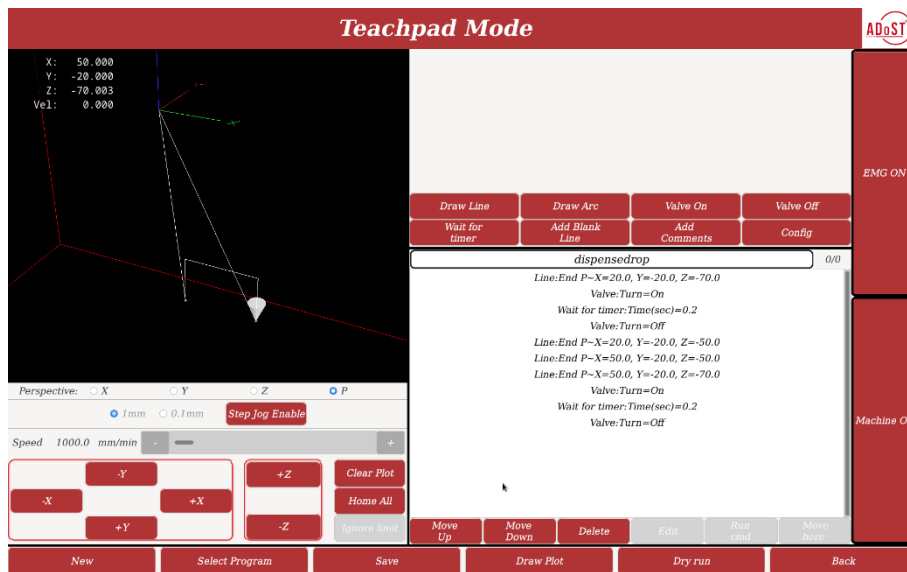 Teachpad Mode
ADOST
X: 50.000
Y: -20.000
Z: -70.003
Vel: 0.000
Draw Line
Draw Arc
Valve On
Valve Off
Wait for timer
Add Blank Line
Add Comments
Config
EMG ON
dispensedrop
0/0
Line:End P~X=20.0, Y=-20.0, Z=-70.0
Valve:Turn=On
Wait for timer:Time(sec)=0.2
Valve:Turn=Off
Line:End P~X=20.0, Y=-20.0, Z=-50.0
Line:End P~X=50.0, Y=-20.0, Z=-50.0
Line:End P~X=50.0, Y=-20.0, Z=-70.0
Valve:Turn=On
Wait for timer:Time(sec)=0.2
Valve:Turn=Off
Machine O
Perspective:
X
Y
Z
P
1mm
0.1mm
Step Jog Enable
Speed 1000.0 mm/min
-
+
-Y
-X
+X
+Y
+Z
-Z
Clear Plot
Home All
Ignore limit
Move Up
Move Down
Delete
Edit
Run cmd
Move here
New
Select Program
Save
Draw Plot
Dry run
Back